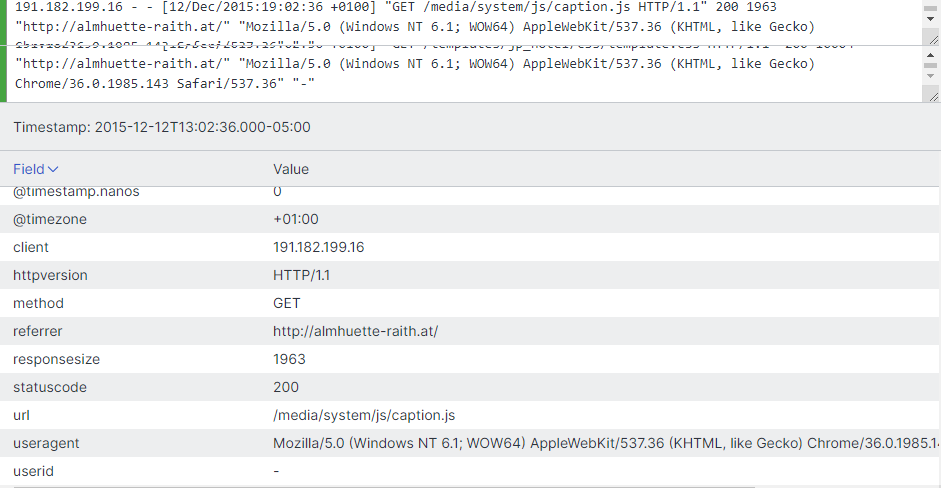 191.182.199.16 - - [12/Dec/2015:19:02:36 +0100] "GET /media/system/js/caption.js HTTP/1.1" 200 1963
"http://almhuette-raith.at/" "Mozilla/5.0 (Windows NT 6.1; WOW64) AppleWebKit/537.36 (KHTML, like Gecko)
"http://almhuette-raith.at/" "Mozilla/5.0 (Windows NT 6.1; WOW64) AppleWebKit/537.36 (KHTML, like Gecko)
Chrome/36.0.1985.143 Safari/537.36" "-"
Timestamp: 2015-12-12T13:02:36.000-05:00
Field Value
@timestamp.nanos 0
@timezone +01:00
client 191.182.199.16
httpversion HTTP/1.1
method GET
referrer http://almhuette-raith.at/
responsesize 1963
statuscode 200
url /media/system/js/caption.js
useragent Mozilla/5.0 (Windows NT 6.1; WOW64) AppleWebKit/537.36 (KHTML, like Gecko) Chrome/36.0.1985.1
userid -